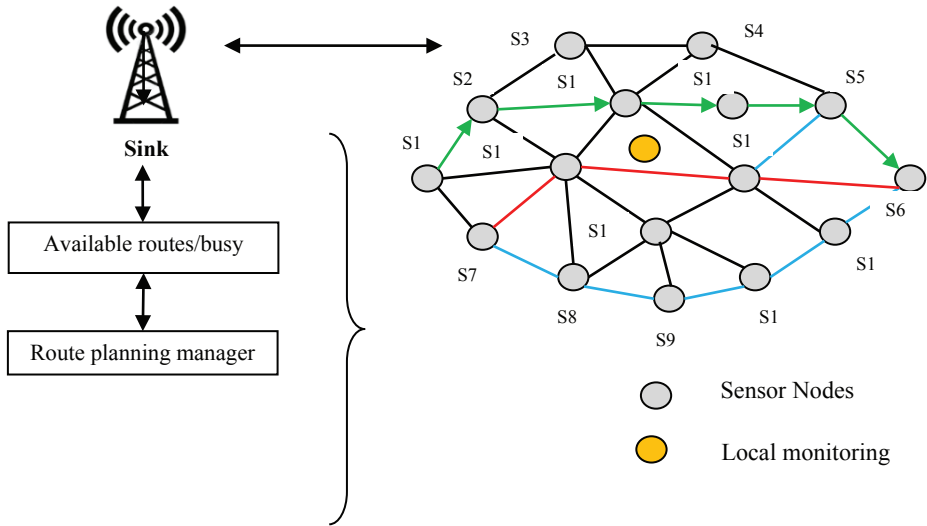 S3
S4
S2
S1
S1
S5
Sink
S1
S1
S1
Available routes/busy
S1
S6
S7
S1
S8
S1
S9
Route planning manager
Sensor Nodes
Local monitoring